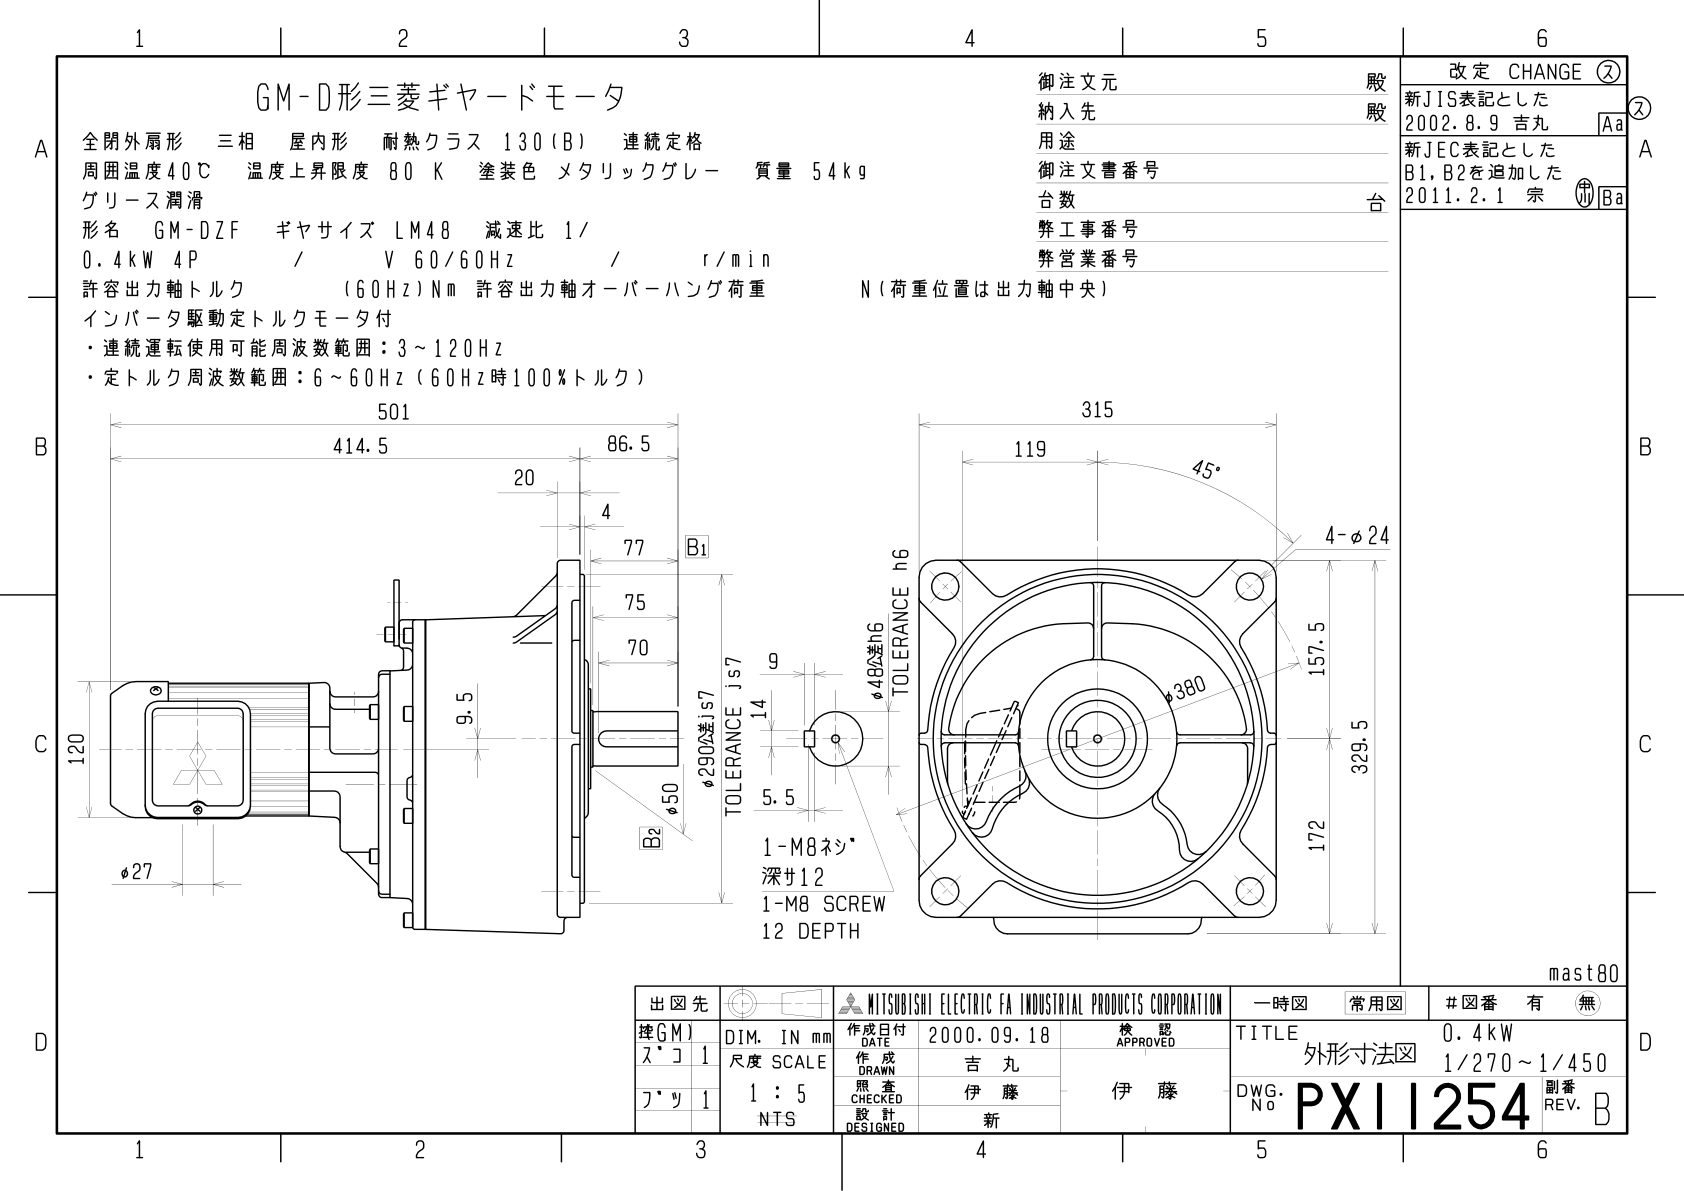 1 2 3 4 5 6
GM-D形三菱ギヤードモータ
全閉外扇形 三相 屋内形 耐熱クラス 130(B) 連続定格
周囲温度40℃ 温度上昇限度 80 K 塗装色 メタリックグレー 質量 54kg
グリース潤滑
形名 GM-DZF ギヤサイズ LM48 減速比 1/
0.4kW 4P / V 60/60Hz / r/min
許容出力軸トルク (60Hz)Nm 許容出力軸オーバーハング荷重 N(荷重位置は出力軸中央)
インバータ駆動定トルクモータ付
・連続運転使用可能周波数範囲：3~120Hz
・定トルク周波数範囲：6~60Hz(60Hz時100%トルク)
御注文元 殿
納入先 殿
用途
御注文書番号
台数 台
弊工事番号
弊営業番号
改定 CHANGE ス
新JIS表記とした
2002.8.9 吉丸 Aa
ス
新JEC表記とした
B1,B2を追加した
2011.2.1 宗 Ba
A A
B B
C C
D D
501
414.5 86.5
20
4
77 B1
75
70
9.5
120
φ27
φ50
B2
φ290公差js7
TOLERANCE js7
9
14
5.5
φ48公差h6
TOLERANCE h6
1-M8ネジ
深サ12
1-M8 SCREW
12 DEPTH
315
119
45°
4-φ24
φ380
157.5
329.5
172
mast80
出図先
GM)
ズコ 1
ブツ 1
DIM. IN mm
尺度 SCALE
1 : 5
NTS
MITSUBISHI ELECTRIC FA INDUSTRIAL PRODUCTS CORPORATION
作成日付 DATE 2000.09.18
作成 DRAWN 吉丸
照査 CHECKED 伊藤
設計 DESIGNED 新
検認 APPROVED
伊藤
一時図 常用図 #図番 有 無
TITLE 外形寸法図
0.4kW
1/270~1/450
DWG. No PX11254
副番 REV. B
1 2 3 4 5 6